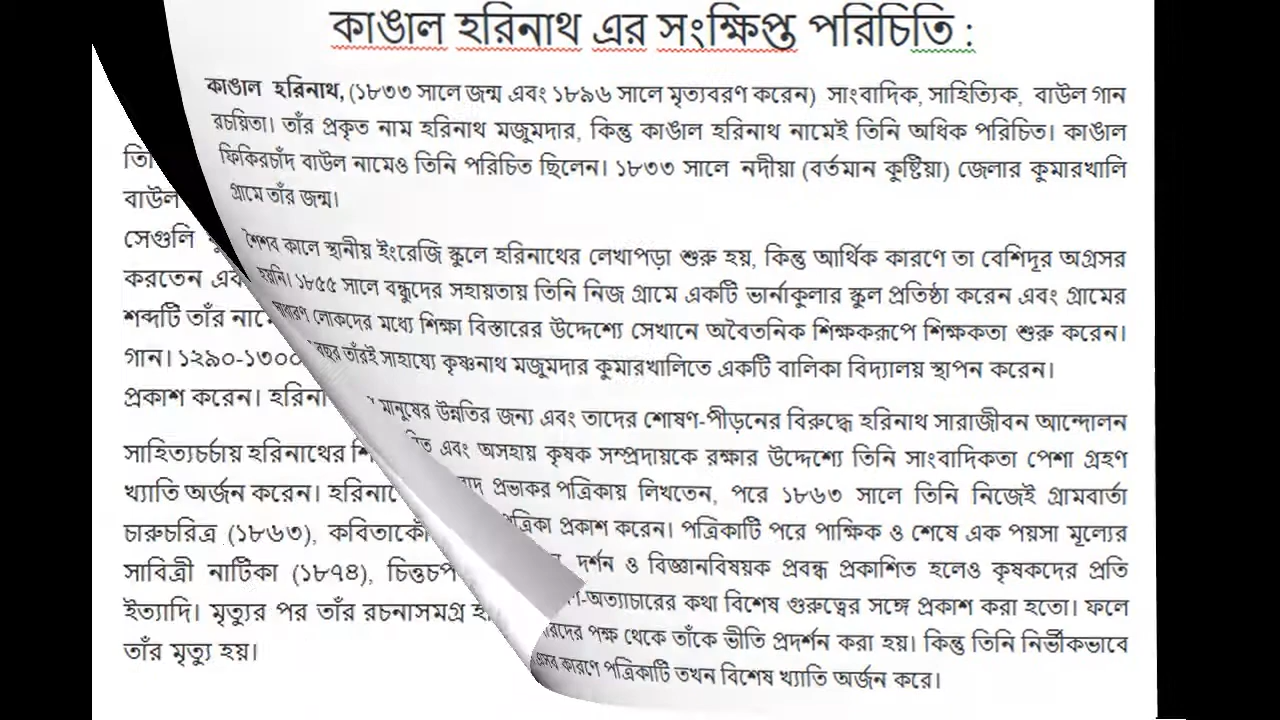 কাঙাল হরিনাথ এর সংক্ষিপ্ত পরিচিতি :
কাঙাল হরিনাথ, (১৮৩৩ সালে জন্ম এবং ১৮৯৬ সালে মৃত্যবরণ করেন) সাংবাদিক, সাহিত্যিক, বাউল গান
রচয়িতা। তাঁর প্রকৃত নাম হরিনাথ মজুমদার, কিন্তু কাঙাল হরিনাথ নামেই তিনি অধিক পরিচিত। কাঙাল
ফিকিরচাঁদ বাউল নামেও তিনি পরিচিত ছিলেন। ১৮৩৩ সালে নদীয়া (বর্তমান কুষ্টিয়া) জেলার কুমারখালি
গ্রামে তাঁর জন্ম।
শৈশব কালে স্থানীয় ইংরেজি স্কুলে হরিনাথের লেখাপড়া শুরু হয়, কিন্তু আর্থিক কারণে তা বেশিদূর অগ্রসর
হয়নি। ১৮৫৫ সালে বন্ধুদের সহায়তায় তিনি নিজ গ্রামে একটি ভার্নাকুলার স্কুল প্রতিষ্ঠা করেন এবং গ্রামের
লোকদের মধ্যে শিক্ষা বিস্তারের উদ্দেশ্যে সেখানে অবৈতনিক শিক্ষকরূপে শিক্ষকতা শুরু করেন।
বছর তাঁরই সাহায্যে কৃষ্ণনাথ মজুমদার কুমারখালিতে একটি বালিকা বিদ্যালয় স্থাপন করেন।
মানুষের উন্নতির জন্য এবং তাদের শোষণ-পীড়নের বিরুদ্ধে হরিনাথ সারাজীবন আন্দোলন
এবং অসহায় কৃষক সম্প্রদায়কে রক্ষার উদ্দেশ্যে তিনি সাংবাদিকতা পেশা গ্রহণ
প্রভাকর পত্রিকায় লিখতেন, পরে ১৮৬৩ সালে তিনি নিজেই গ্রামবার্তা
পত্রিকা প্রকাশ করেন। পত্রিকাটি পরে পাক্ষিক ও শেষে এক পয়সা মূল্যের
দর্শন ও বিজ্ঞানবিষয়ক প্রবন্ধ প্রকাশিত হলেও কৃষকদের প্রতি
-অত্যাচারের কথা বিশেষ গুরুত্বের সঙ্গে প্রকাশ করা হতো। ফলে
পক্ষ থেকে তাঁকে ভীতি প্রদর্শন করা হয়। কিন্তু তিনি নির্ভীকভাবে
এসব কারণে পত্রিকাটি তখন বিশেষ খ্যাতি অর্জন করে।
বাউল
সেগুলি
করতেন
শব্দটি তাঁর
গান। ১২৯০-১৩০০
প্রকাশ করেন।
সাহিত্যচর্চায় হরিনাথের
খ্যাতি অর্জন করেন।
চারুচরিত্র (১৮৬৩),
সাবিত্রী নাটিকা (১৮৭৪),
ইত্যাদি। মৃত্যুর পর তাঁর রচনাসমগ্র
তাঁর মৃত্যু হয়।